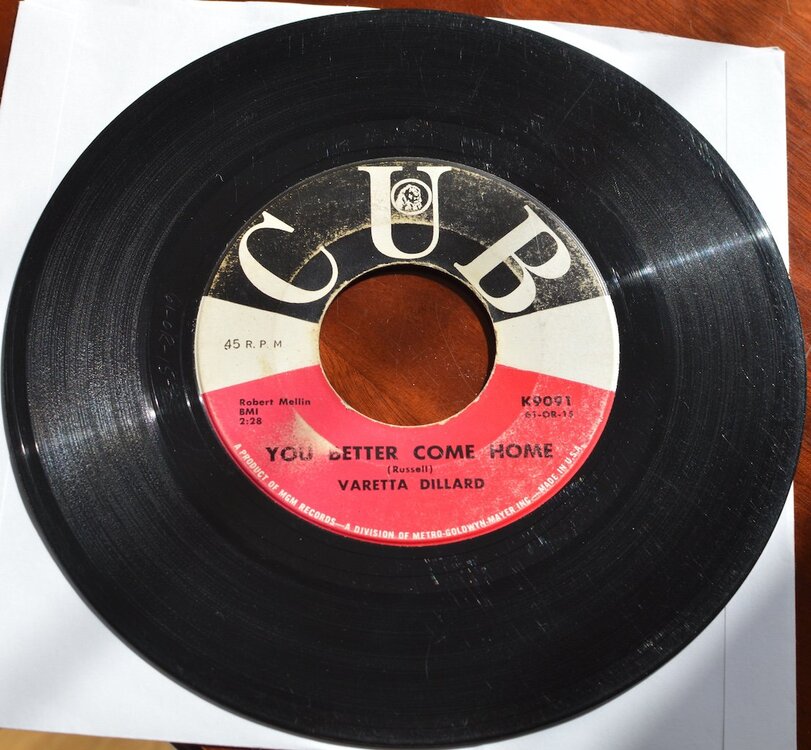 CUB
45 R. P. M
Robert Mellin
BMI
2:28
K9091
61-OR-15
YOU BETTER COME HOME
(Russell)
VARETTA DILLARD
A PRODUCT OF MGM RECORDS—A DIVISION OF METRO-GOLDWYN-MAYER INC.—MADE IN U.S.A.